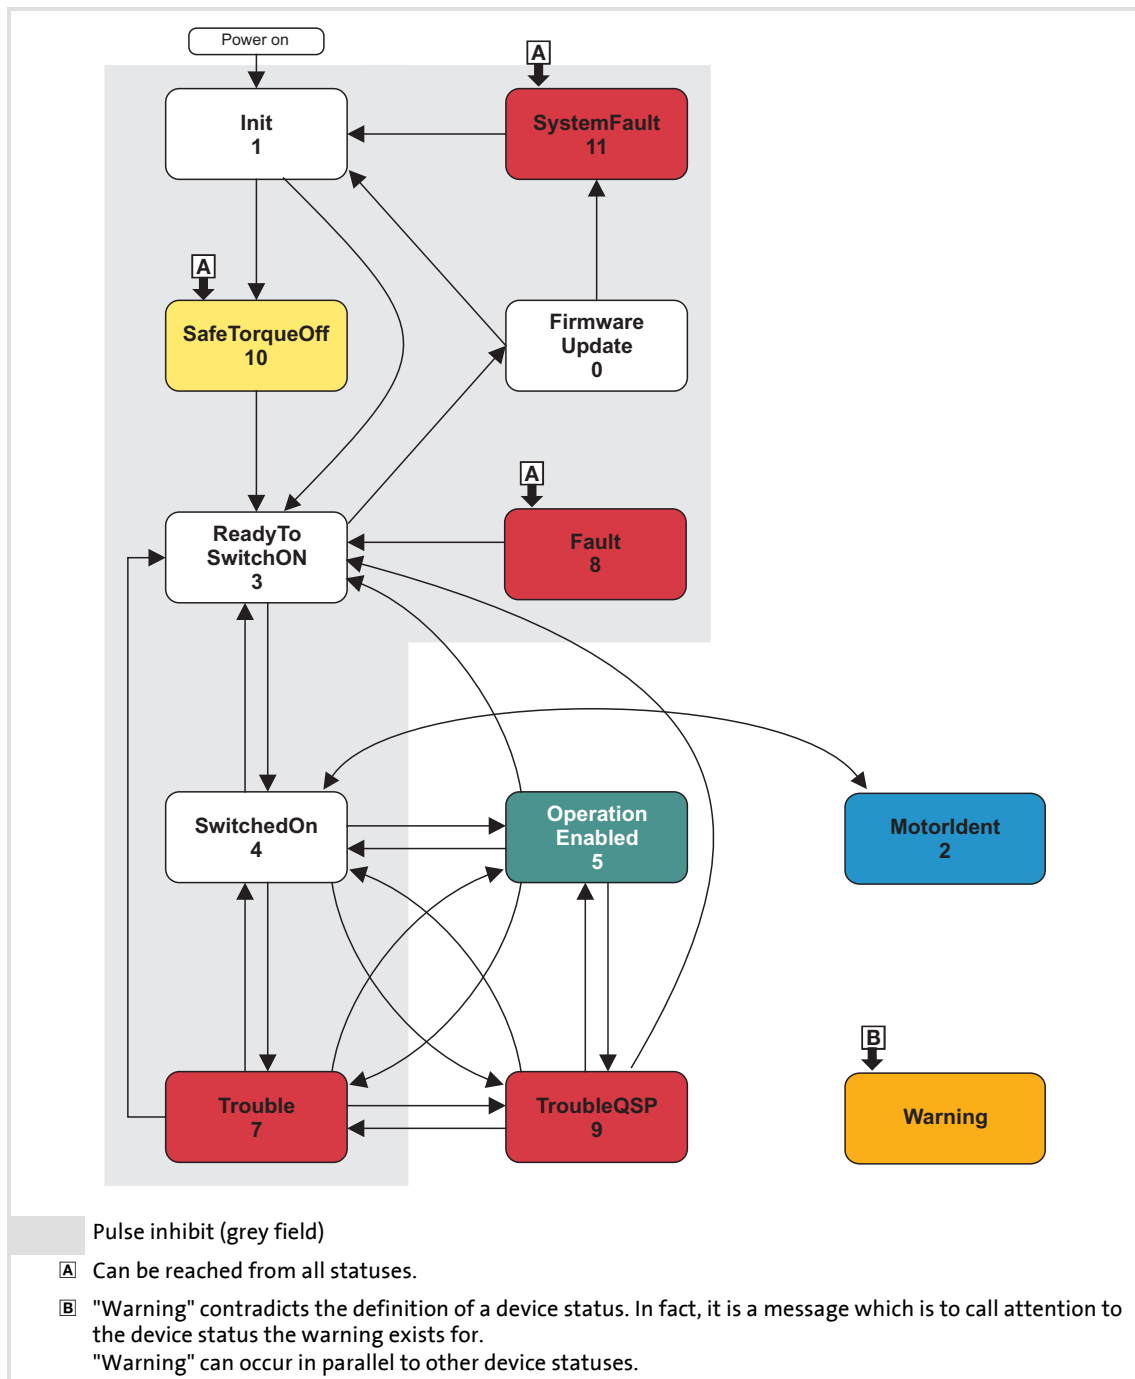 Power on
A
Init
1
SystemFault
11
A
SafeTorqueOff
10
Firmware
Update
0
A
ReadyTo
SwitchON
3
Fault
8
SwitchedOn
4
Operation
Enabled
5
MotorIdent
2
B
Trouble
7
TroubleQSP
9
Warning
Pulse inhibit (grey field)
A Can be reached from all statuses.
B "Warning" contradicts the definition of a device status. In fact, it is a message which is to call attention to
the device status the warning exists for.
"Warning" can occur in parallel to other device statuses.